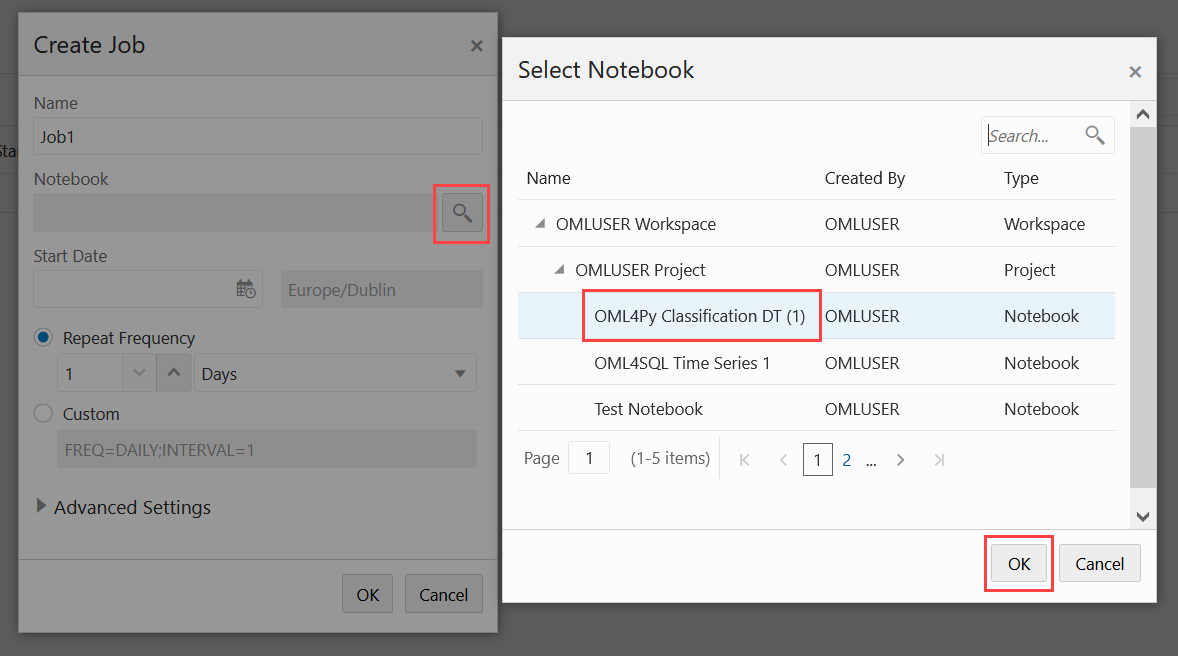 Create Job
×
Name
Job1
Notebook
Start Date
Europe/Dublin
Repeat Frequency
1 Days
Custom
FREQ=DAILY;INTERVAL=1
Advanced Settings
OK Cancel
Sta
Select Notebook
×
Search...
Name Created By Type
OMLUSER Workspace OMLUSER Workspace
OMLUSER Project OMLUSER Project
OML4Py Classification DT (1) OMLUSER Notebook
OML4SQL Time Series 1 OMLUSER Notebook
Test Notebook OMLUSER Notebook
Page 1 (1-5 items) 1 2 ...
OK Cancel